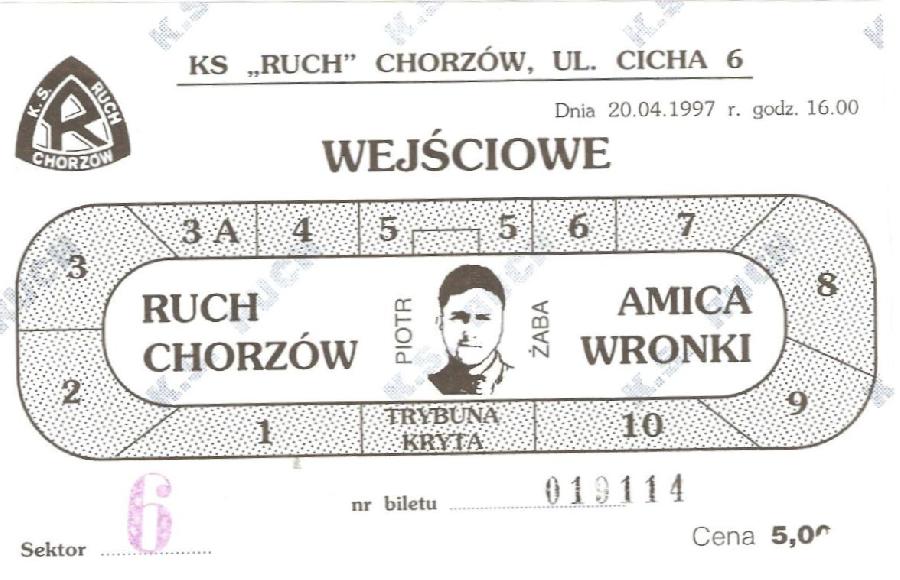 KS „RUCH” CHORZÓW, UL. CICHA 6
K.S. RUCH
CHORZÓW
Dnia 20.04.1997 r. godz. 16.00
WEJŚCIOWE
3 3A 4 5 5 6 7 8
RUCH
CHORZÓW
PIOTR
ŻABA
AMICA
WRONKI
2 1 TRYBUNA
KRYTA
10 9
nr biletu 019114
Sektor 6
Cena 5,00